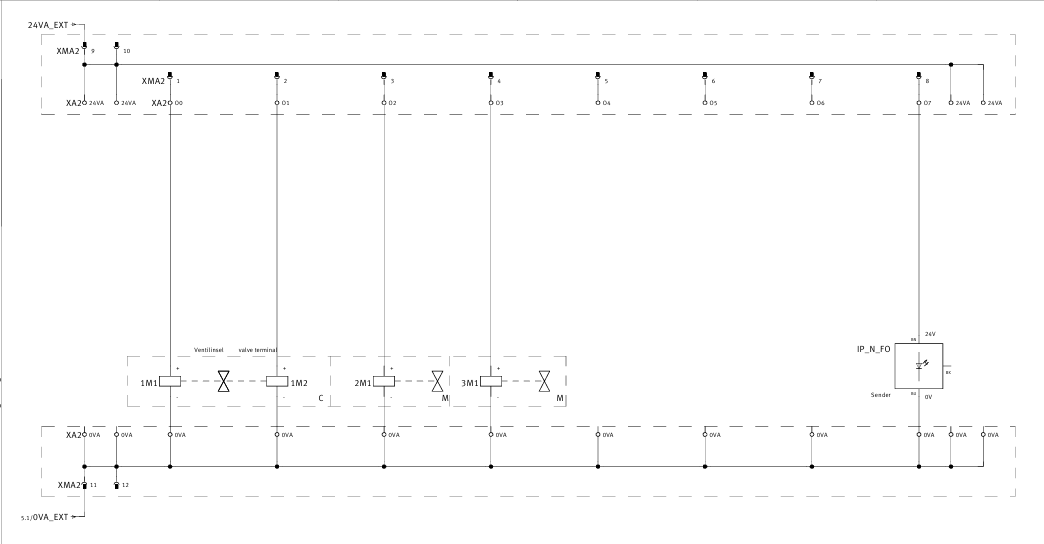 24VA_EXT
XMA2 9 10
XMA2 1 2 3 4 5 6 7 8
XA2 24VA 24VA XA2 O0 O1 O2 O3 O4 O5 O6 O7 24VA 24VA
24V
Ventilinsel valve terminal
IP_N_FO
BN
+ + + +
BK
1M1 1M2 2M1 3M1
- - - -
C M M
Sender BU 0V
XA2 0VA 0VA 0VA 0VA 0VA 0VA 0VA 0VA 0VA 0VA 0VA 0VA
XMA2 11 12
5.1/0VA_EXT